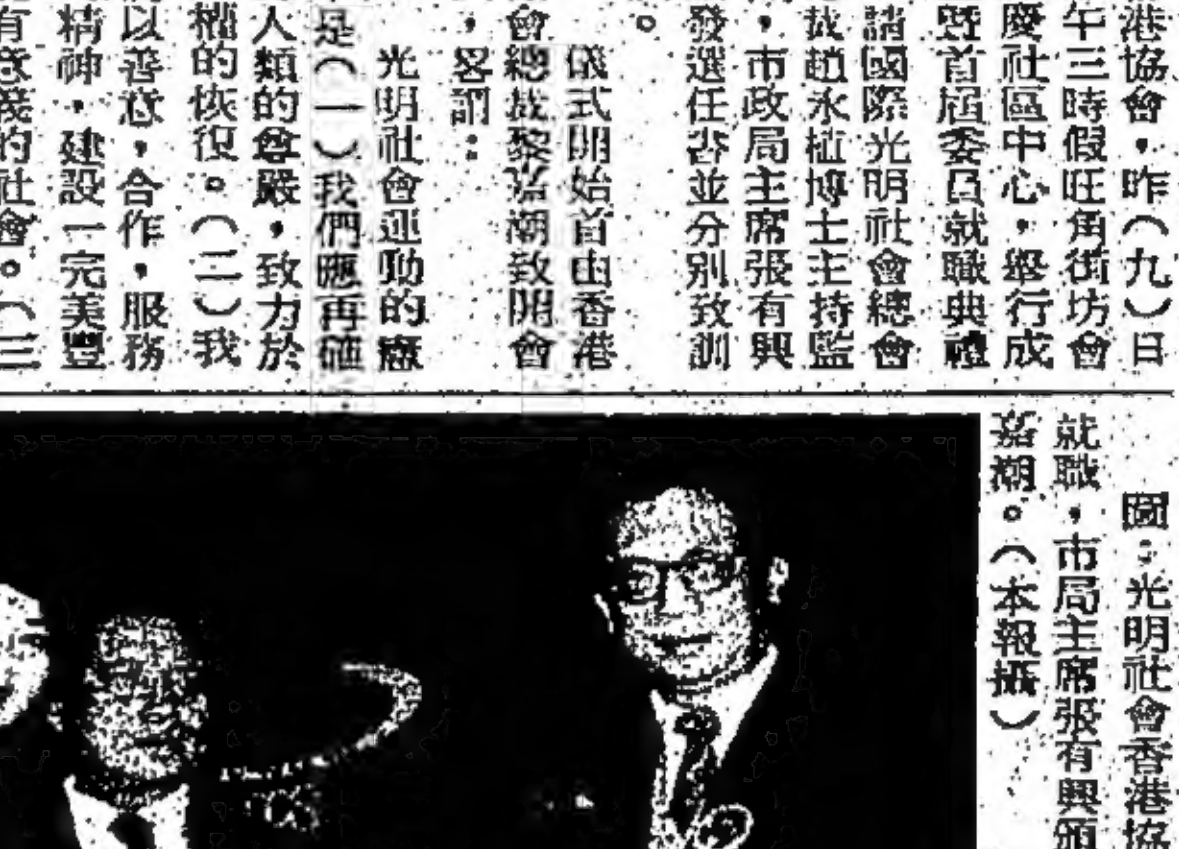 港協會，昨（九）日
午三時假旺角街坊會
慶社區中心，舉行成
暨首屆委員就職典禮
請國際光明社會總會
裁趙永植博士主持監
，市政局主席張有興
發選任書並分別致訓
。
儀式開始首由香港
會總裁黎嘉潮致開會
，畧謂：
光明社會運動的
是（一）我們應再確
人類的尊嚴，致力於
權的恢復。（二）我
以善意，合作，服務
精神，建設一完美豐
有意義的社會。（三
圖：光明社會香港協
就職，市局主席張有興頒
嘉潮。（本報攝）